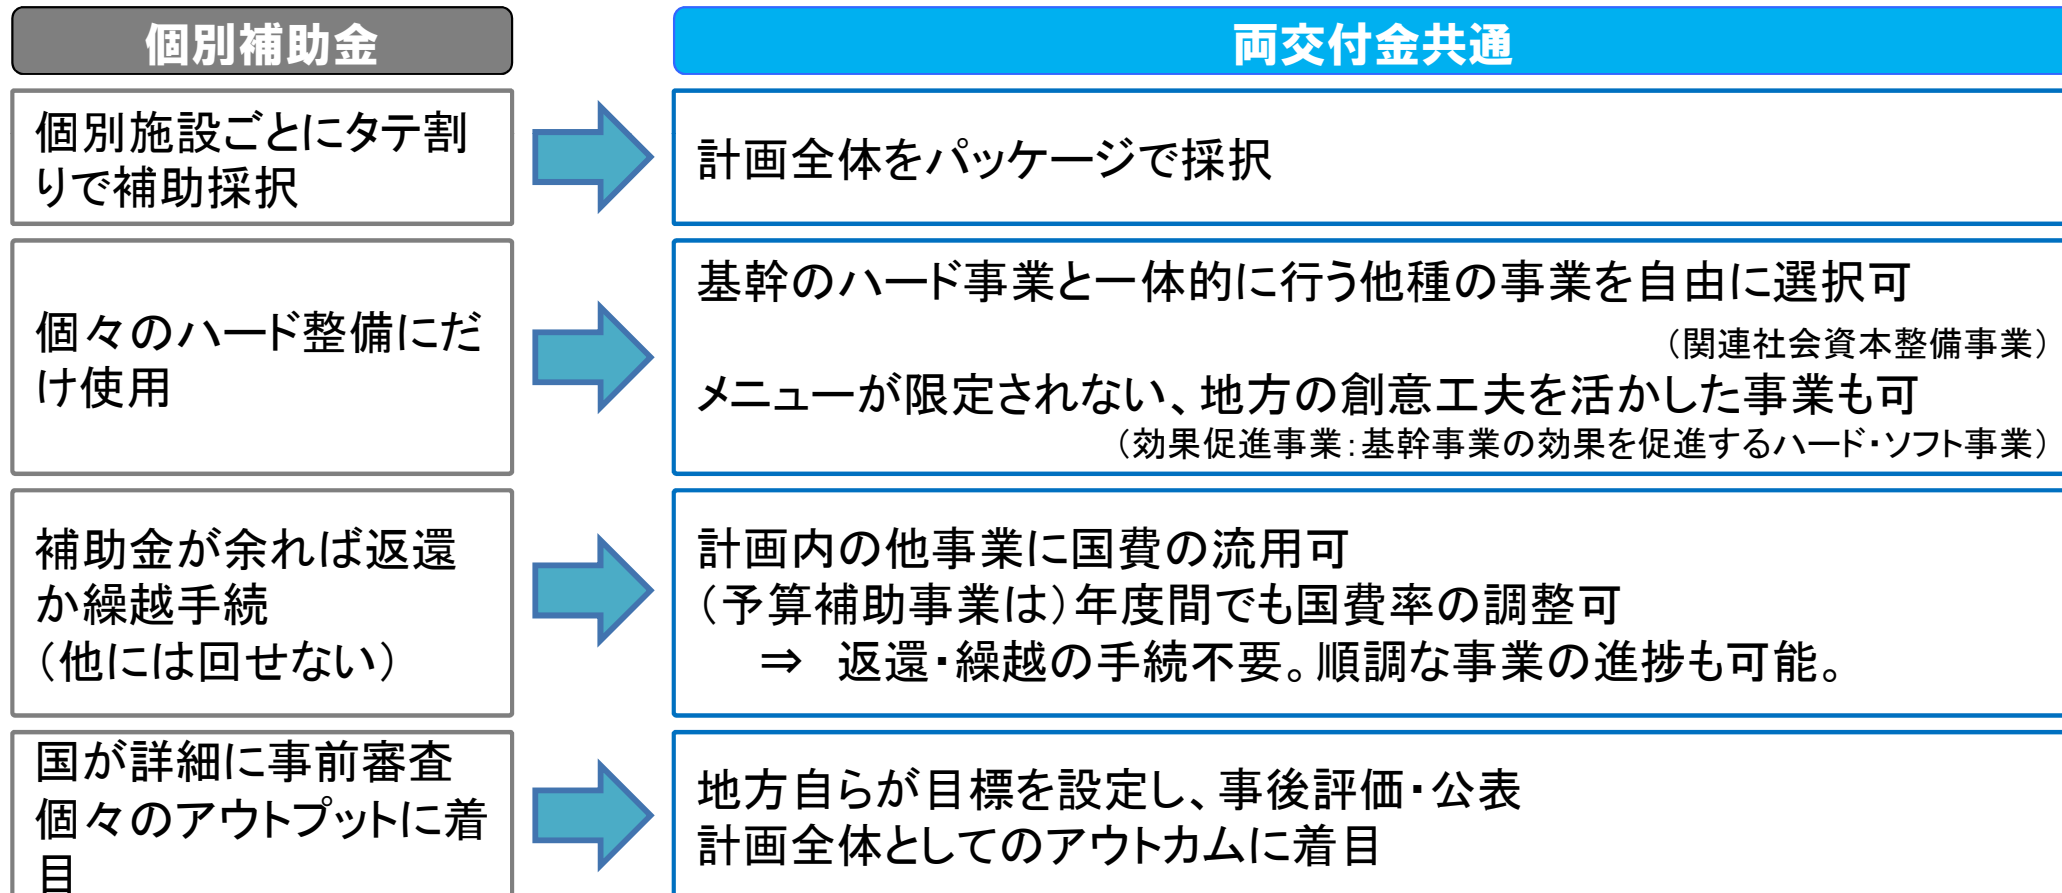 個別補助金
両交付金共通
個別施設ごとにタテ割
りで補助採択
計画全体をパッケージで採択
個々のハード整備にだ
け使用
基幹のハード事業と一体的に行う他種の事業を自由に選択可
（関連社会資本整備事業）
メニューが限定されない、地方の創意工夫を活かした事業も可
（効果促進事業：基幹事業の効果を促進するハード・ソフト事業）
補助金が余れば返還
か繰越手続
（他には回せない）
計画内の他事業に国費の流用可
（予算補助事業は）年度間でも国費率の調整可
⇒　返還・繰越の手続不要。順調な事業の進捗も可能。
国が詳細に事前審査
個々のアウトプットに着
目
地方自らが目標を設定し、事後評価・公表
計画全体としてのアウトカムに着目